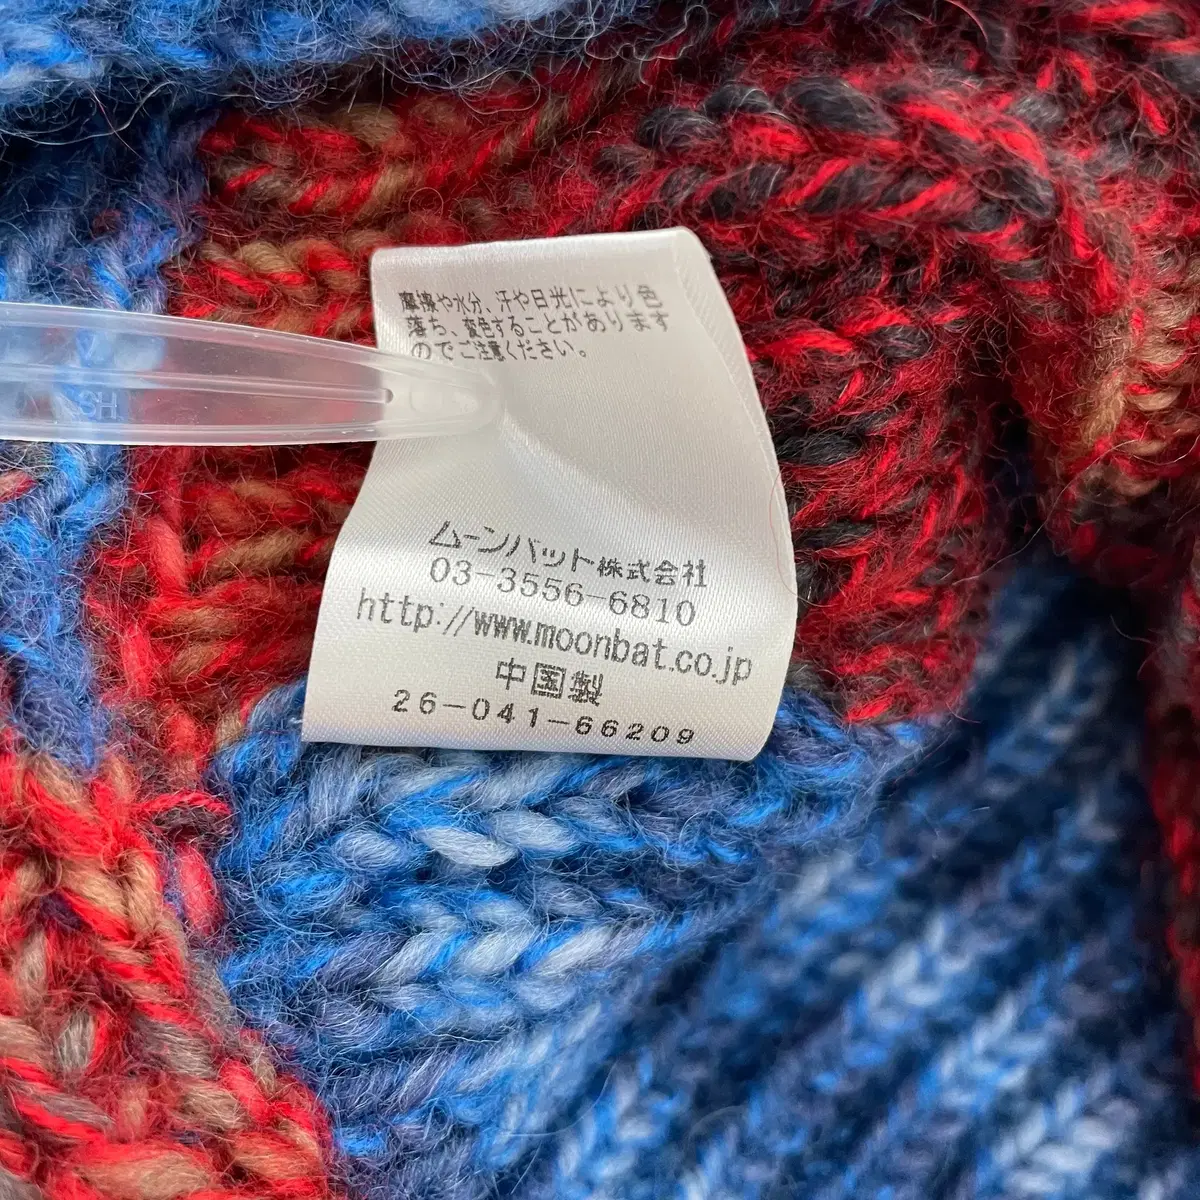 摩擦や水分、汗や日光により色
落ち、変色することがあります
のでご注意ください。
SH
ムーンバット株式会社
03-3556-6810
http://www.moonbat.co.jp
中国製
26-041-66209